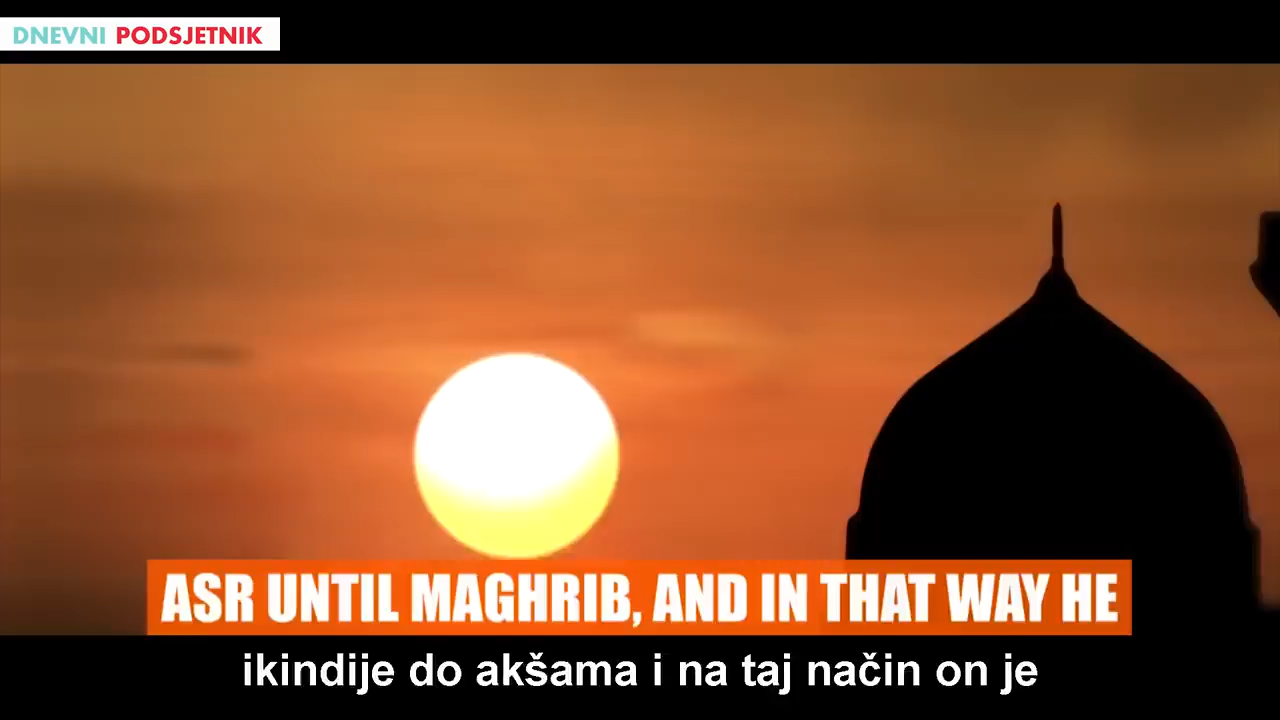 DNEVNI PODSJETNIK
ASR UNTIL MAGHRIB, AND IN THAT WAY HE
ikindije do akšama i na taj način on je